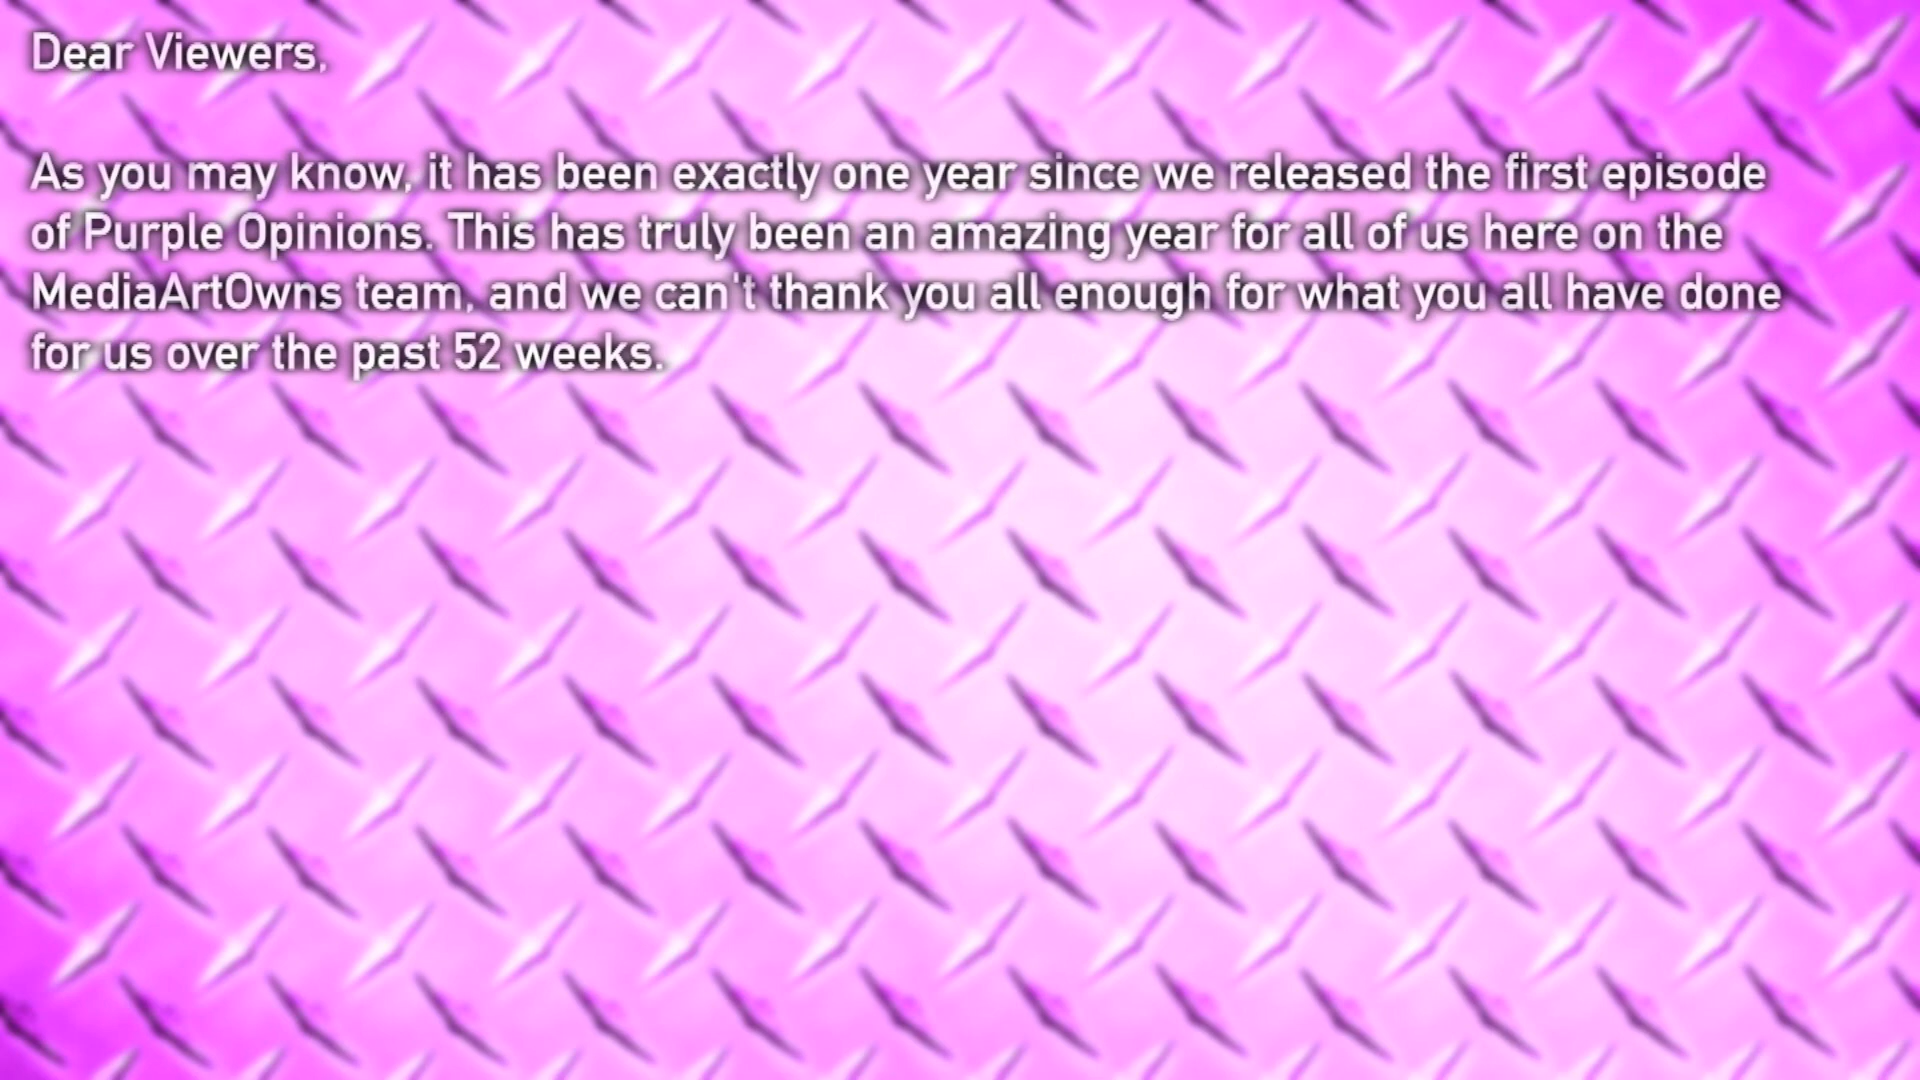 Dear Viewers,
As you may know, it has been exactly one year since we released the first episode
of Purple Opinions. This has truly been an amazing year for all of us here on the
MediaArtOwns team, and we can't thank you all enough for what you all have done
for us over the past 52 weeks.